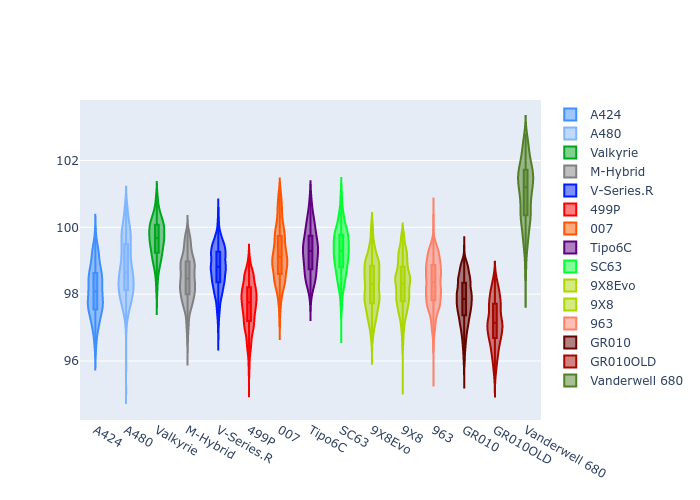 102
100
98
96
A424
A480
Valkyrie
M-Hybrid
V-Series.R
499P
007
Tipo6C
SC63
9X8Evo
9X8
963
GR010
GR010OLD
Vanderwell 680
A424
A480
Valkyrie
M-Hybrid
V-Series.R
499P
007
Tipo6C
SC63
9X8Evo
9X8
963
GR010
GR010OLD
Vanderwell 680